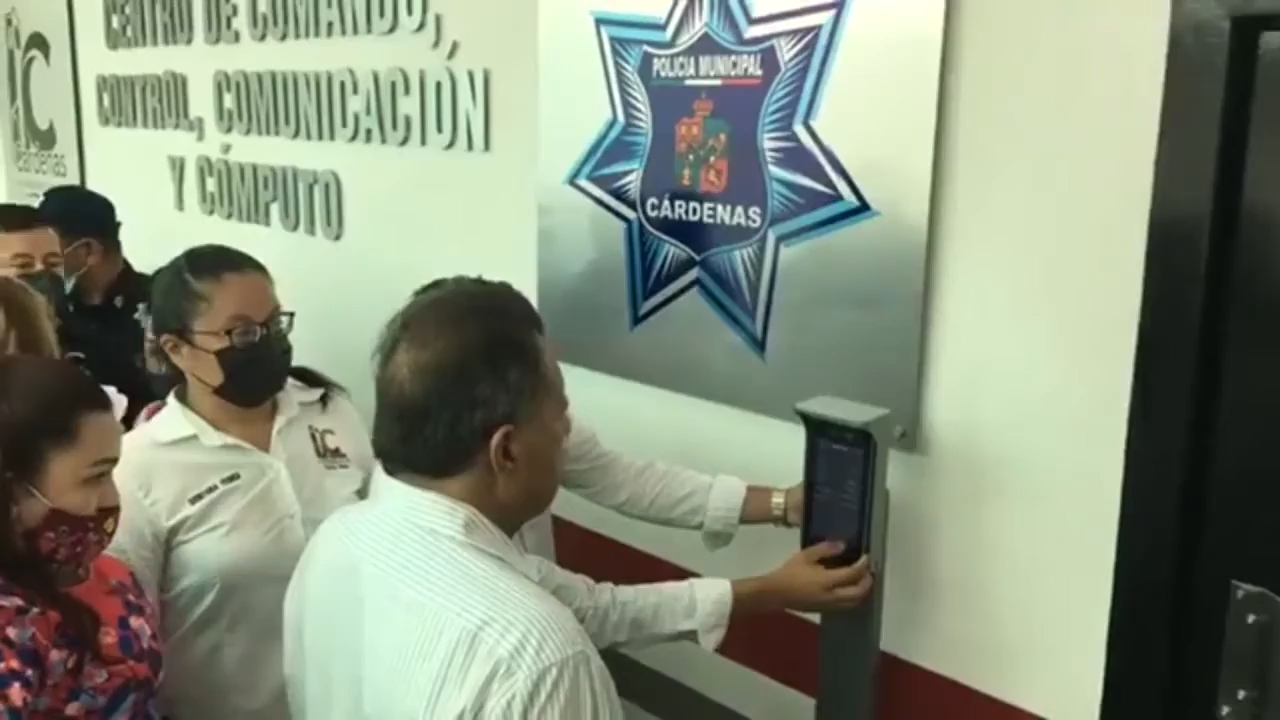 CENTRO DE COMANDO,
CONTROL, COMUNICACIÓN
Y CÓMPUTO
POLICIA MUNICIPAL
CÁRDENAS
cárdenas